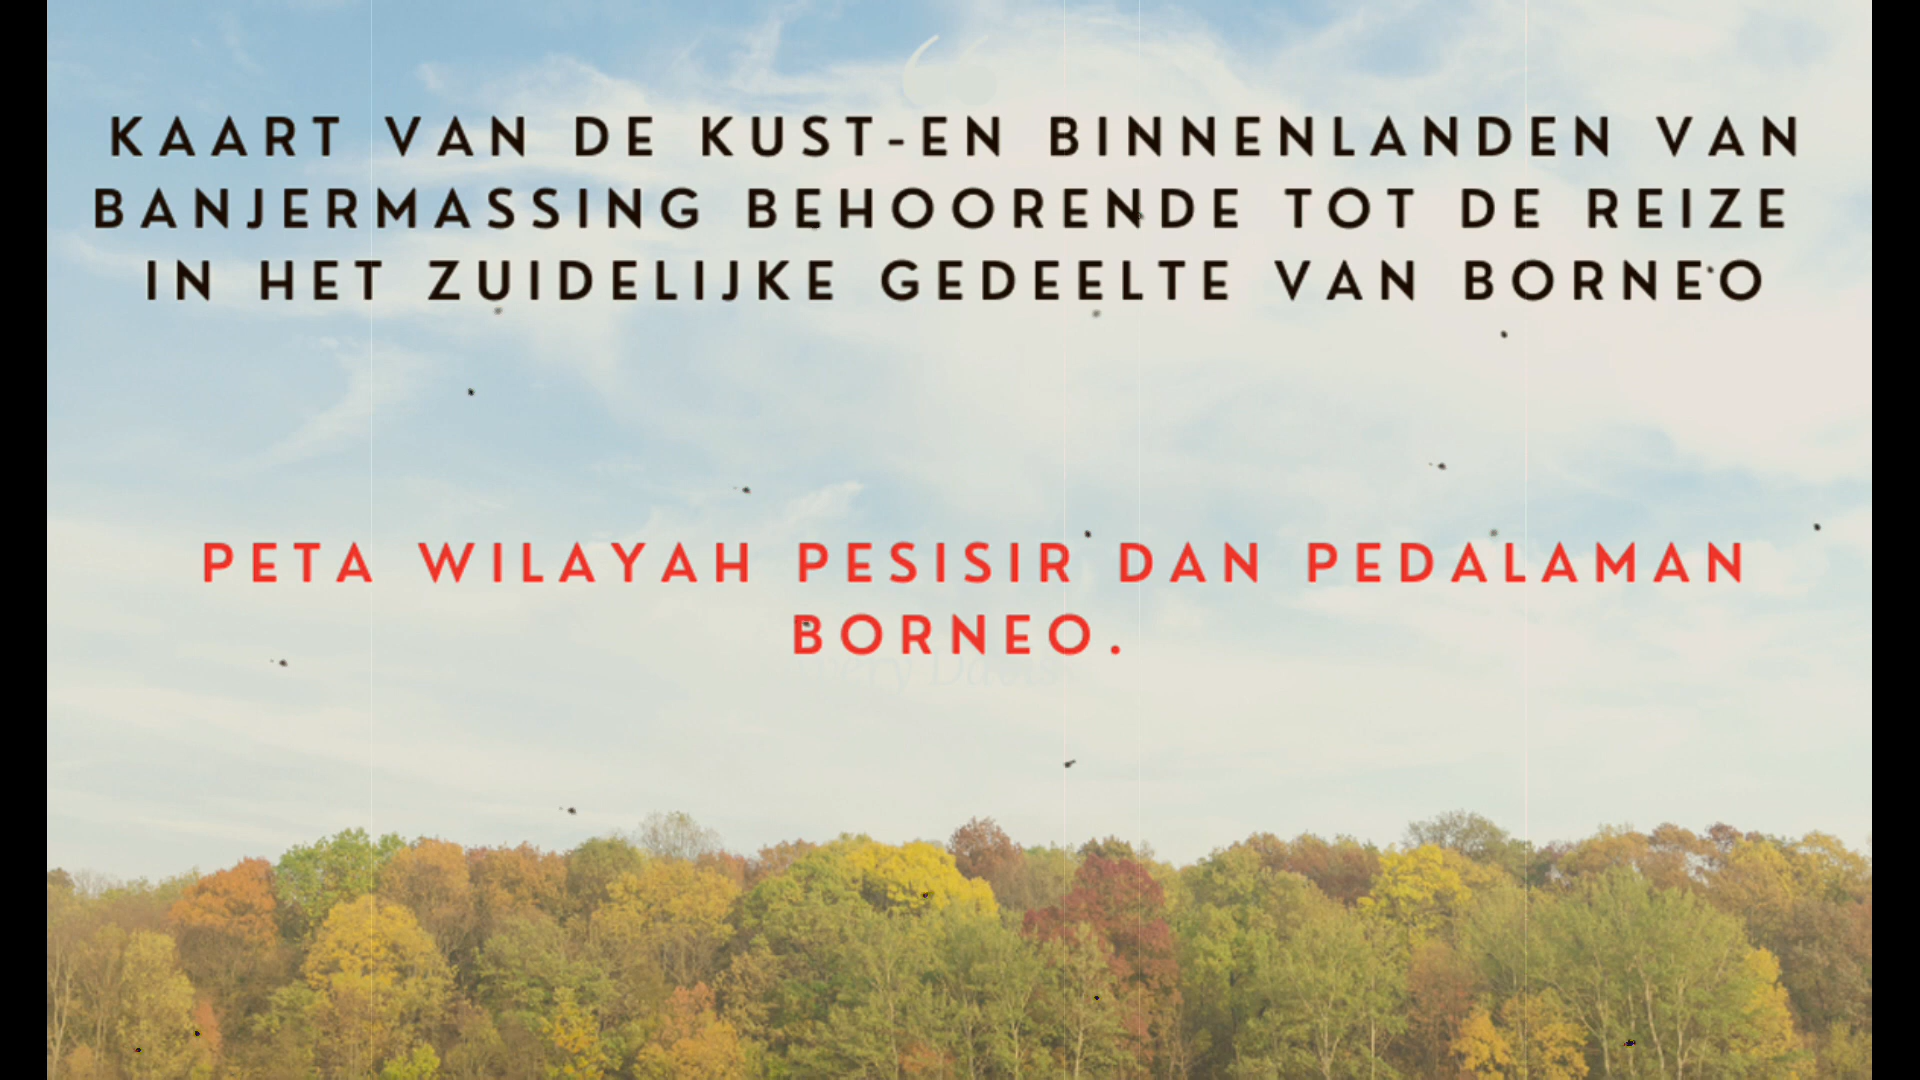 KAART VAN DE KUST-EN BINNENLANDEN VAN
BANJERMASSING BEHOORENDE TOT DE REIZE
IN HET ZUIDELIJKE GEDEELTE VAN BORNEO
PETA WILAYAH PESISIR DAN PEDALAMAN
BORNEO.